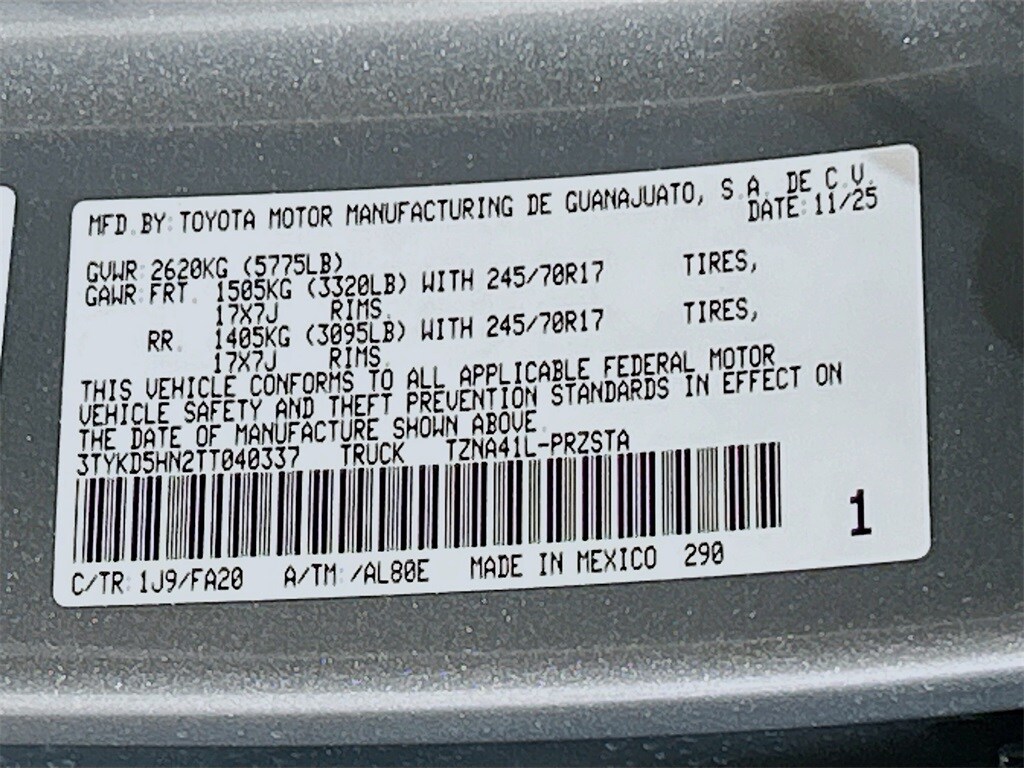 MFD. BY: TOYOTA MOTOR MANUFACTURING DE GUANAJUATO, S.A. DE C.V.
DATE: 11/25
GVWR: 2620KG (5775LB)
GAWR: FRT. 1505KG (3320LB) WITH 245/70R17 TIRES,
17X7J RIMS.
RR. 1405KG (3095LB) WITH 245/70R17 TIRES,
17X7J RIMS.
THIS VEHICLE CONFORMS TO ALL APPLICABLE FEDERAL MOTOR
VEHICLE SAFETY AND THEFT PREVENTION STANDARDS IN EFFECT ON
THE DATE OF MANUFACTURE SHOWN ABOVE.
3TYKD5HN2TT040337 TRUCK TZNA41L-PRZSTA
1
C/TR: 1J9/FA20 A/TM: /AL80E MADE IN MEXICO 290